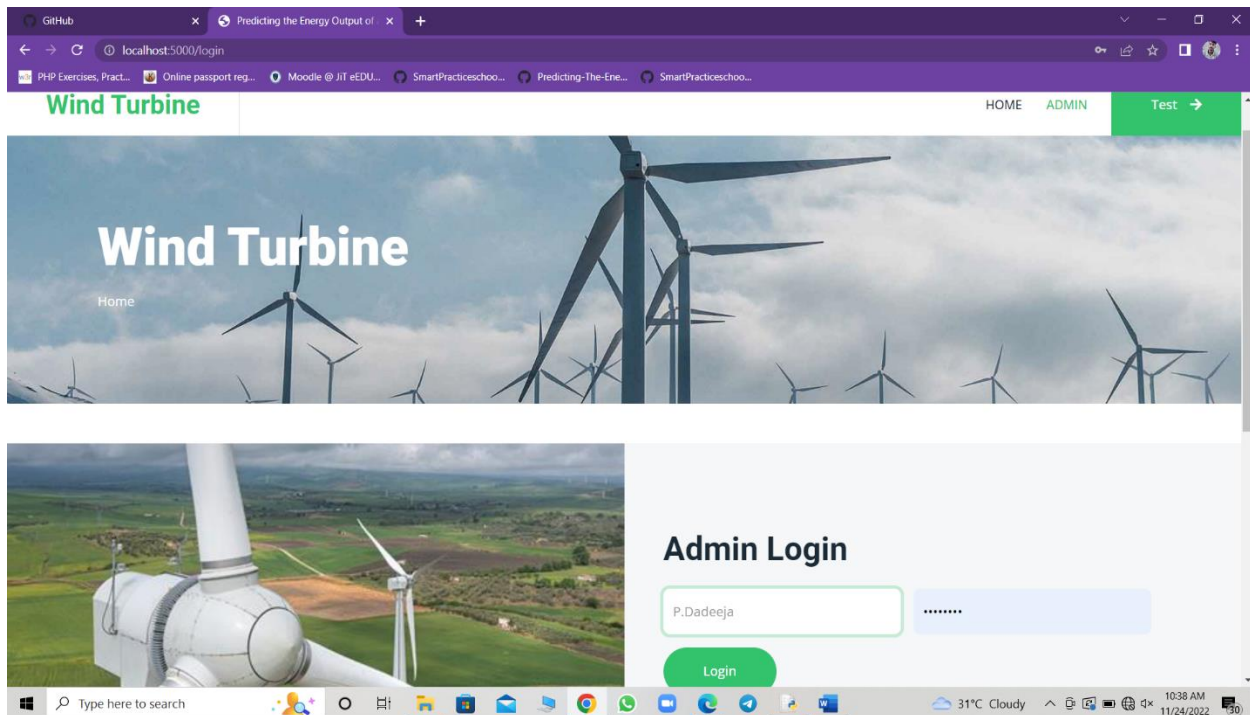 GitHub
Predicting the Energy Output of
localhost:5000/login
PHP Exercises, Pract... Online passport reg... Moodle @ JiT eEDU... SmartPracticeschoo... Predicting-The-Ene... SmartPracticeschoo...
Wind Turbine
HOME ADMIN Test →
Wind Turbine
Home
Admin Login
P.Dadeeja ••••••••
Login
Type here to search
31°C Cloudy
10:38 AM
11/24/2022
30